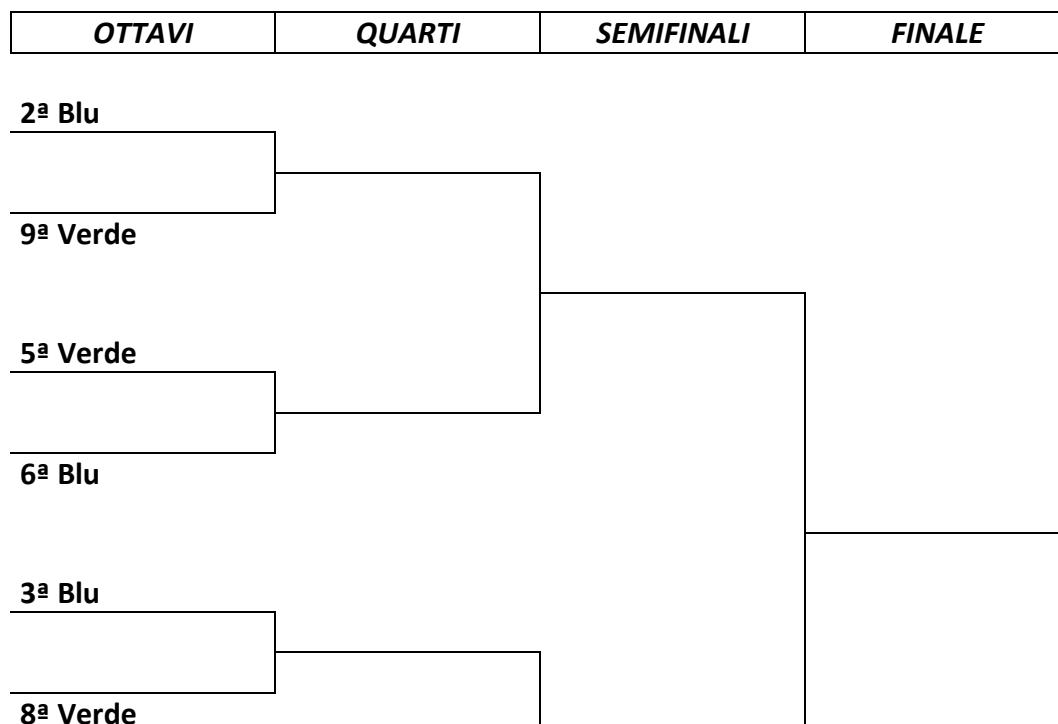 OTTAVI QUARTI SEMIFINALI FINALE
2ª Blu
9ª Verde
5ª Verde
6ª Blu
3ª Blu
8ª Verde